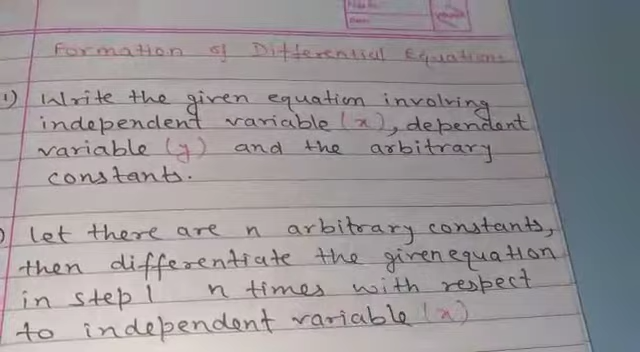 Formation of Differential Equations
1) Write the given equation involving
independent variable (x), dependent
variable (y) and the arbitrary
constants.
) let there are n arbitrary constants,
then differentiate the given equation
in step 1 n times with respect
to independent variable (x)